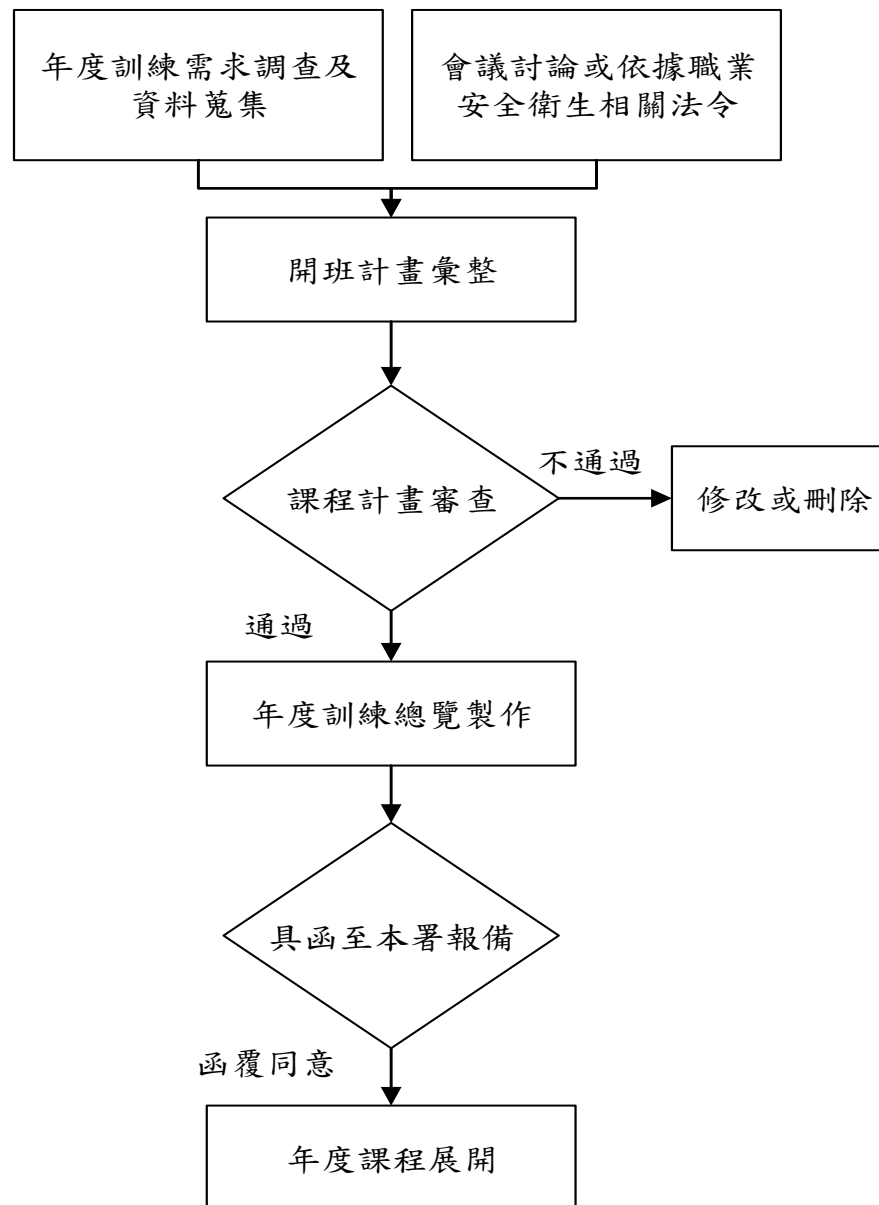 年度訓練需求調查及
資料蒐集
會議討論或依據職業
安全衛生相關法令
開班計畫彙整
課程計畫審查
不通過
修改或刪除
通過
年度訓練總覽製作
具函至本署報備
函覆同意
年度課程展開